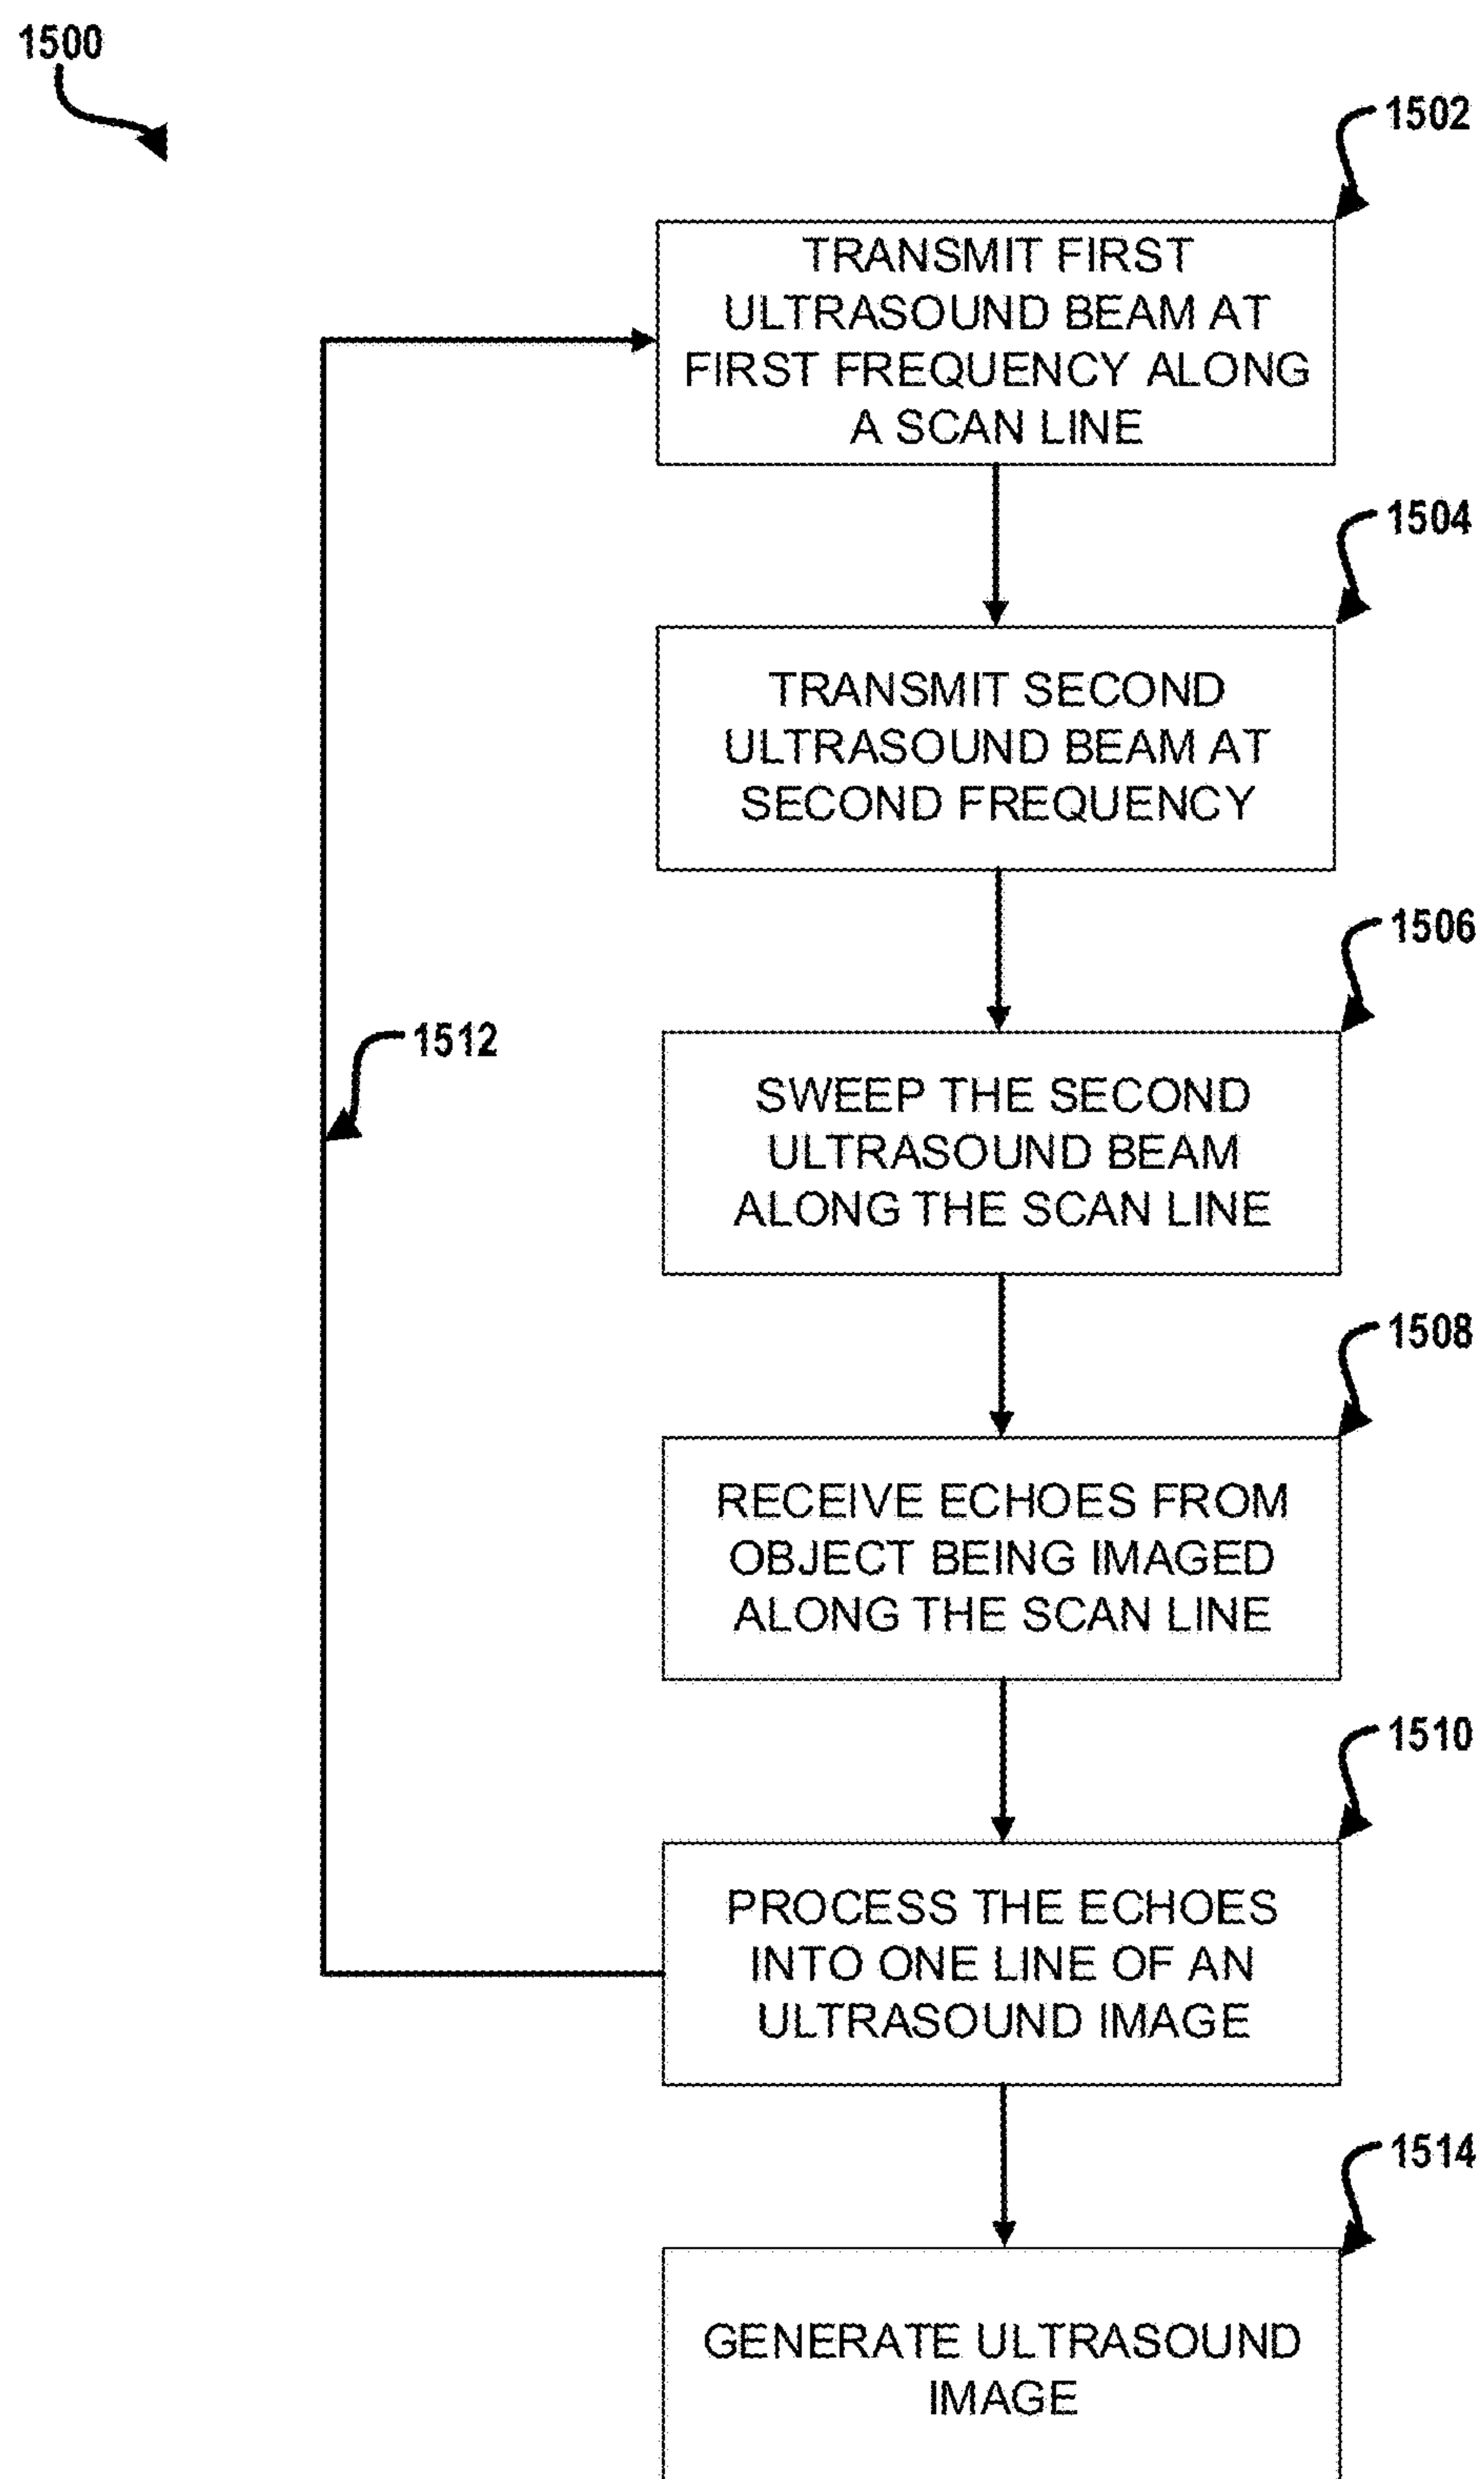 1500
1502
TRANSMIT FIRST
ULTRASOUND BEAM AT
FIRST FREQUENCY ALONG
A SCAN LINE
1504
TRANSMIT SECOND
ULTRASOUND BEAM AT
SECOND FREQUENCY
1506
SWEEP THE SECOND
ULTRASOUND BEAM
ALONG THE SCAN LINE
1512
1508
RECEIVE ECHOES FROM
OBJECT BEING IMAGED
ALONG THE SCAN LINE
1510
PROCESS THE ECHOES
INTO ONE LINE OF AN
ULTRASOUND IMAGE
1514
GENERATE ULTRASOUND
IMAGE